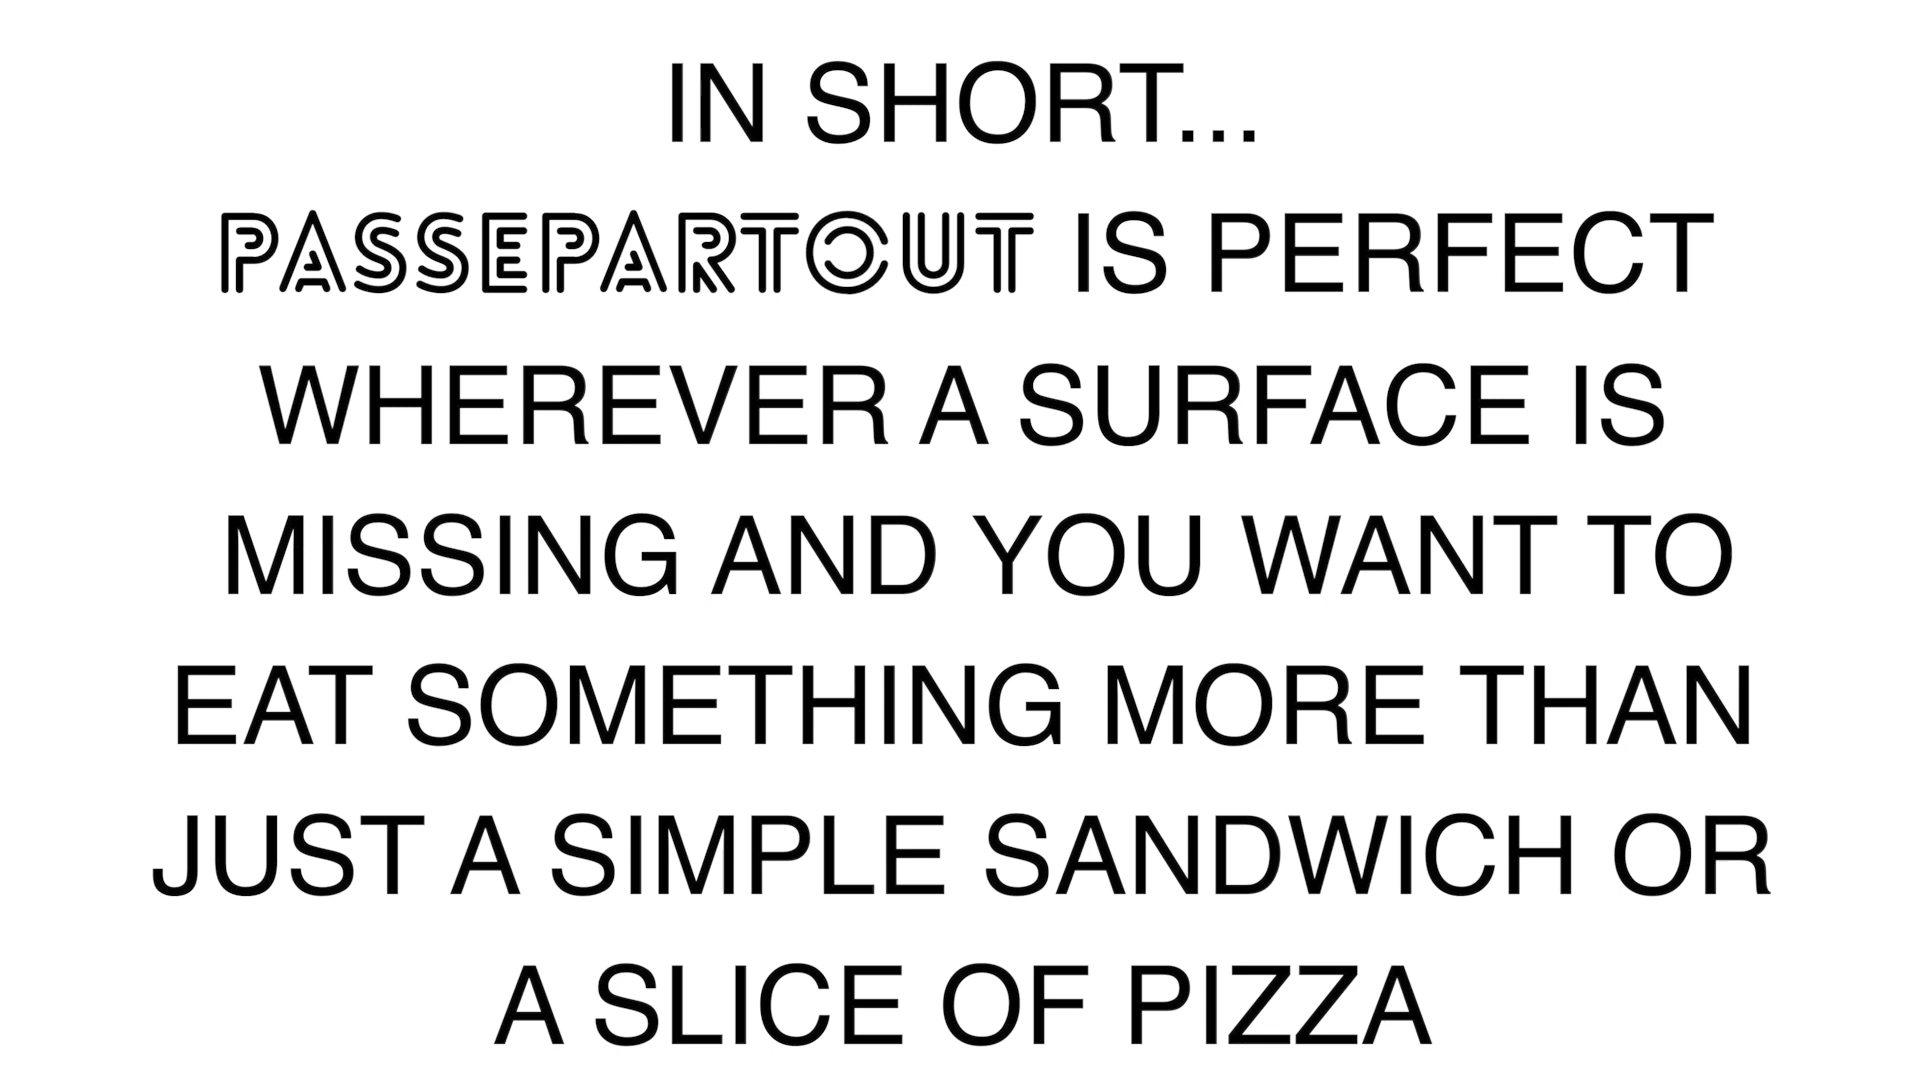 IN SHORT...
PASSEPARTOUT IS PERFECT
WHEREVER A SURFACE IS
MISSING AND YOU WANT TO
EAT SOMETHING MORE THAN
JUST A SIMPLE SANDWICH OR
A SLICE OF PIZZA